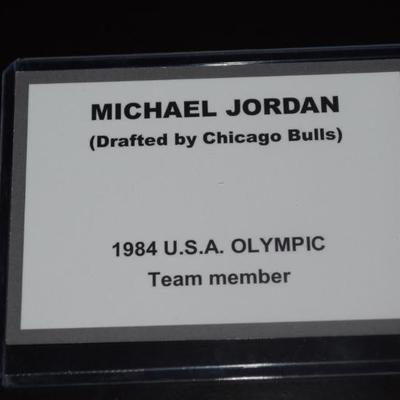 MICHAEL JORDAN
(Drafted by Chicago Bulls)
1984 U.S.A. OLYMPIC
Team member